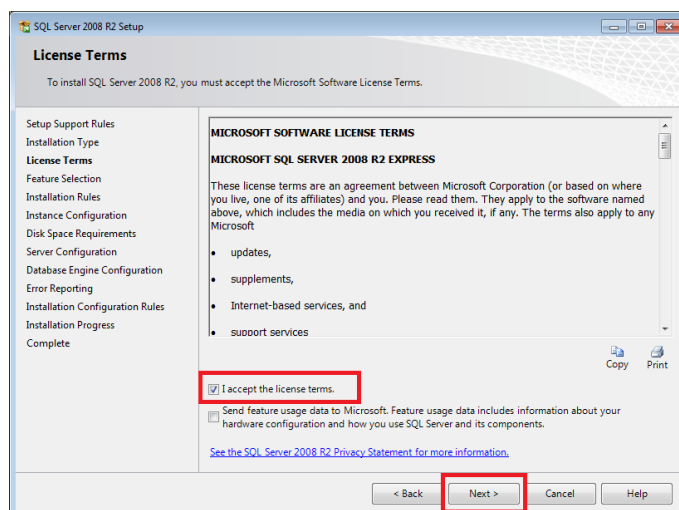 SQL Server 2008 R2 Setup
License Terms
To install SQL Server 2008 R2, you must accept the Microsoft Software License Terms.
Setup Support Rules
Installation Type
License Terms
Feature Selection
Installation Rules
Instance Configuration
Disk Space Requirements
Server Configuration
Database Engine Configuration
Error Reporting
Installation Configuration Rules
Installation Progress
Complete
MICROSOFT SOFTWARE LICENSE TERMS
MICROSOFT SQL SERVER 2008 R2 EXPRESS
These license terms are an agreement between Microsoft Corporation (or based on where
you live, one of its affiliates) and you. Please read them. They apply to the software named
above, which includes the media on which you received it, if any. The terms also apply to any
Microsoft
• updates,
• supplements,
• Internet-based services, and
• support services
Copy Print
I accept the license terms.
Send feature usage data to Microsoft. Feature usage data includes information about your
hardware configuration and how you use SQL Server and its components.
See the SQL Server 2008 R2 Privacy Statement for more information.
< Back Next > Cancel Help